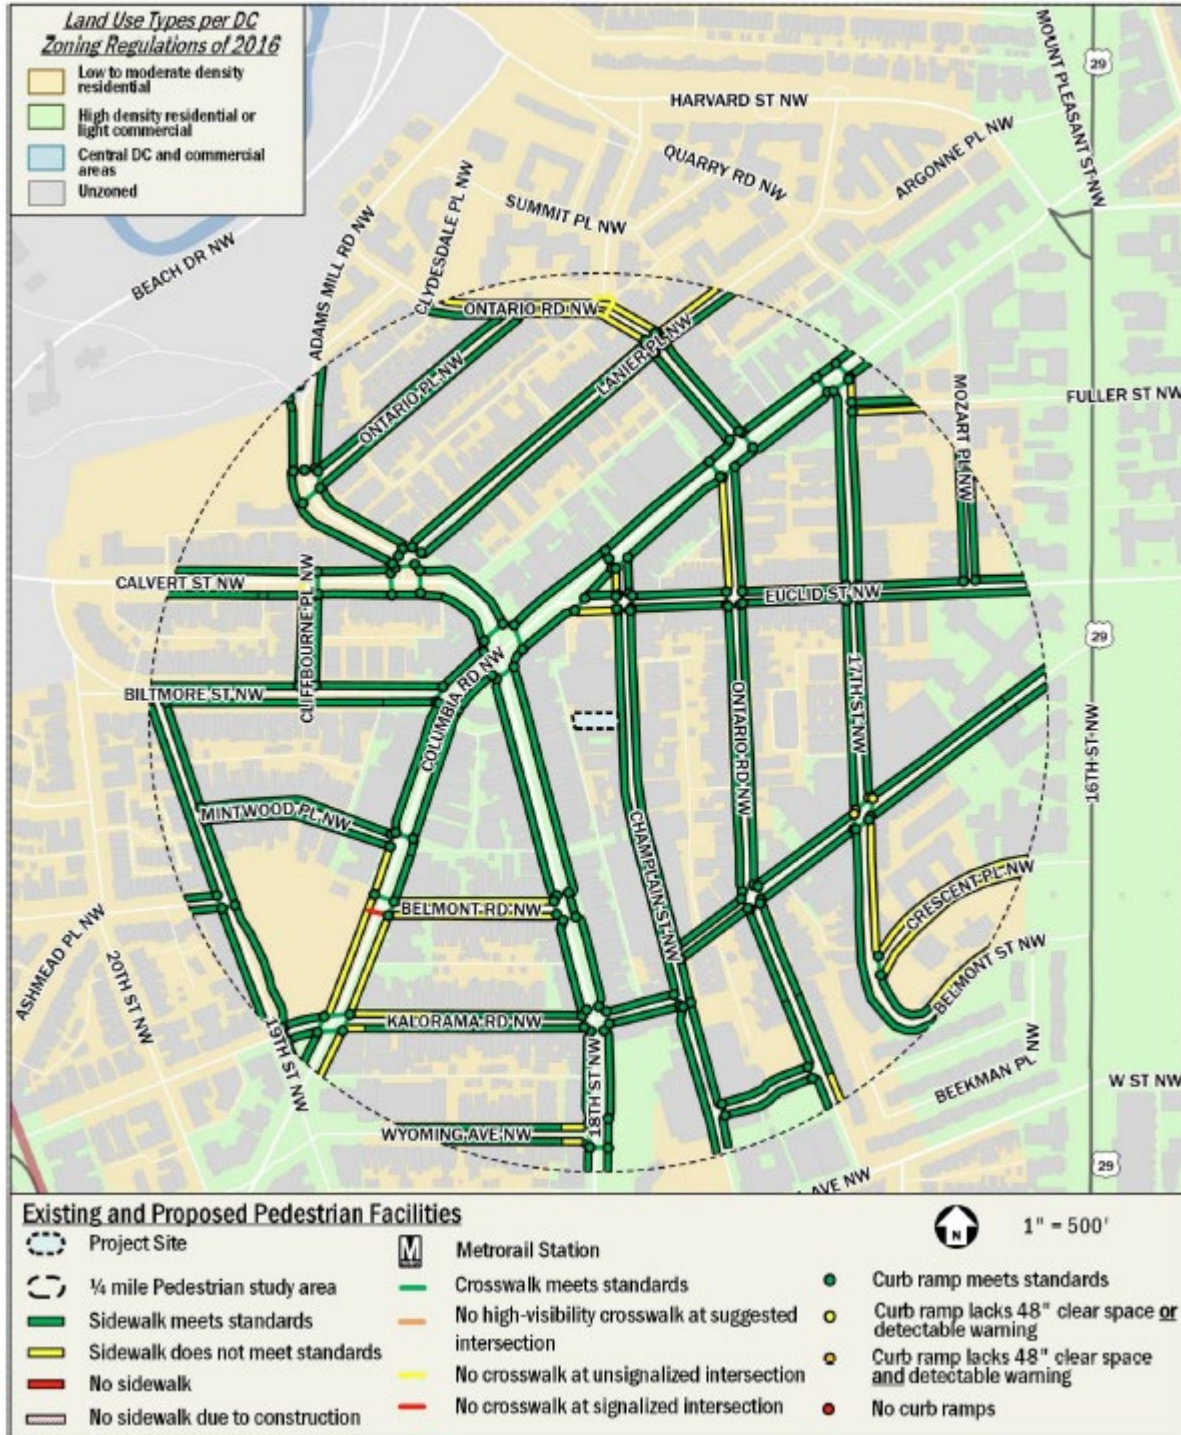 Land Use Types per DC
Zoning Regulations of 2016
Low to moderate density
residential
High density residential or
light commercial
Central DC and commercial
areas
Unzoned
MOUNT PLEASANT ST NW
29
HARVARD ST NW
QUARRY RD NW
ARGONNE PL NW
SUMMIT PL NW
CLYDESDALE PL NW
ADAMS MILL RD NW
BEACH DR NW
ONTARIO RD NW
LANIER PL NW
ONTARIO PL NW
MOZART PL NW
FULLER ST NW
CALVERT ST NW
CLIFFBOURNE PL NW
EUCLID ST NW
29
BILTMORE ST NW
COLUMBIA RD NW
ONTARIO RD NW
17TH ST NW
16TH ST NW
MINTWOOD PL NW
CHAMPLAIN ST NW
BELMONT RD NW
CRESCENT PL NW
ASHMEAD PL NW
20TH ST NW
BELMONT ST NW
19TH ST NW
KALORAMA RD NW
18TH ST NW
NW
BEEKMAN PL
W ST NW
WYOMING AVE NW
29
AVE NW
Existing and Proposed Pedestrian Facilities
Project Site
¼ mile Pedestrian study area
Sidewalk meets standards
Sidewalk does not meet standards
No sidewalk
No sidewalk due to construction
M
Metrorail Station
Crosswalk meets standards
No high-visibility crosswalk at suggested
intersection
No crosswalk at unsignalized intersection
No crosswalk at signalized intersection
N
1" = 500'
Curb ramp meets standards
Curb ramp lacks 48" clear space or
detectable warning
Curb ramp lacks 48" clear space
and detectable warning
No curb ramps